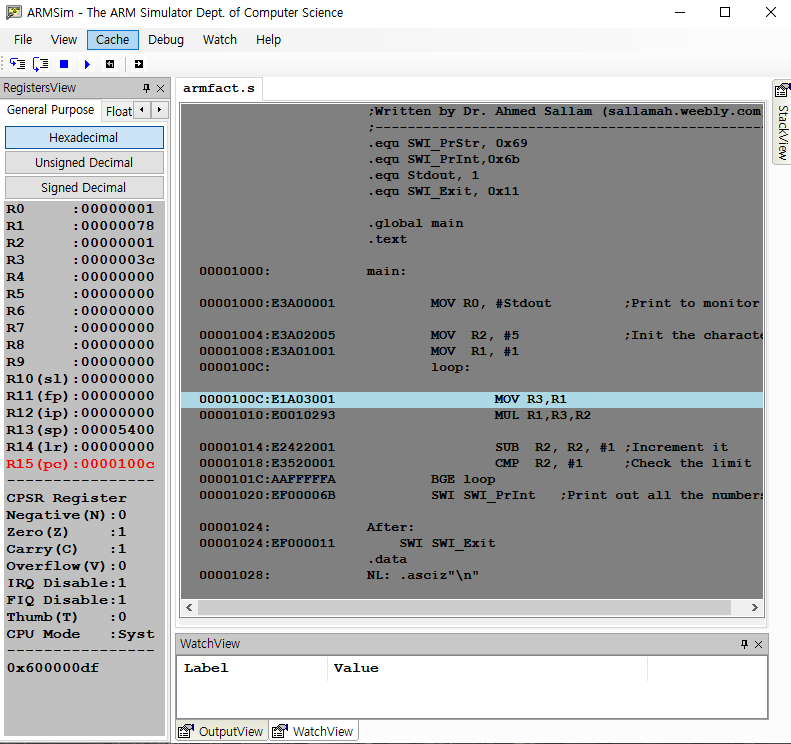 ARMSim - The ARM Simulator Dept. of Computer Science
File View Cache Debug Watch Help
RegistersView
General Purpose Float
Hexadecimal
Unsigned Decimal
Signed Decimal
R0 :00000001
R1 :00000078
R2 :00000001
R3 :0000003c
R4 :00000000
R5 :00000000
R6 :00000000
R7 :00000000
R8 :00000000
R9 :00000000
R10(sl):00000000
R11(fp):00000000
R12(ip):00000000
R13(sp):00005400
R14(lr):00000000
R15(pc):0000100c
----------------
CPSR Register
Negative(N):0
Zero(Z) :1
Carry(C) :1
Overflow(V):0
IRQ Disable:1
FIQ Disable:1
Thumb(T) :0
CPU Mode :Syst
----------------
0x600000df
armfact.s
;Written by Dr. Ahmed Sallam (sallamah.weebly.com
;-------------------------------------------------
.equ SWI_PrStr, 0x69
.equ SWI_PrInt,0x6b
.equ Stdout, 1
.equ SWI_Exit, 0x11
.global main
.text
00001000: main:
00001000:E3A00001 MOV R0, #Stdout ;Print to monitor
00001004:E3A02005 MOV R2, #5 ;Init the characte
00001008:E3A01001 MOV R1, #1
0000100C: loop:
0000100C:E1A03001 MOV R3,R1
00001010:E0010293 MUL R1,R3,R2
00001014:E2422001 SUB R2, R2, #1 ;Increment it
00001018:E3520001 CMP R2, #1 ;Check the limit
0000101C:AAFFFFFA BGE loop
00001020:EF00006B SWI SWI_PrInt ;Print out all the numbers
00001024: After:
00001024:EF000011 SWI SWI_Exit
.data
00001028: NL: .asciz"\n"
StackView
WatchView
Label Value
OutputView WatchView